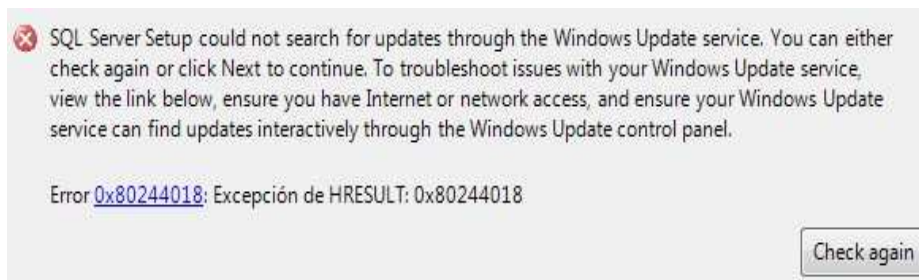 SQL Server Setup could not search for updates through the Windows Update service. You can either
check again or click Next to continue. To troubleshoot issues with your Windows Update service,
view the link below, ensure you have Internet or network access, and ensure your Windows Update
service can find updates interactively through the Windows Update control panel.
Error 0x80244018: Excepción de HRESULT: 0x80244018
Check again